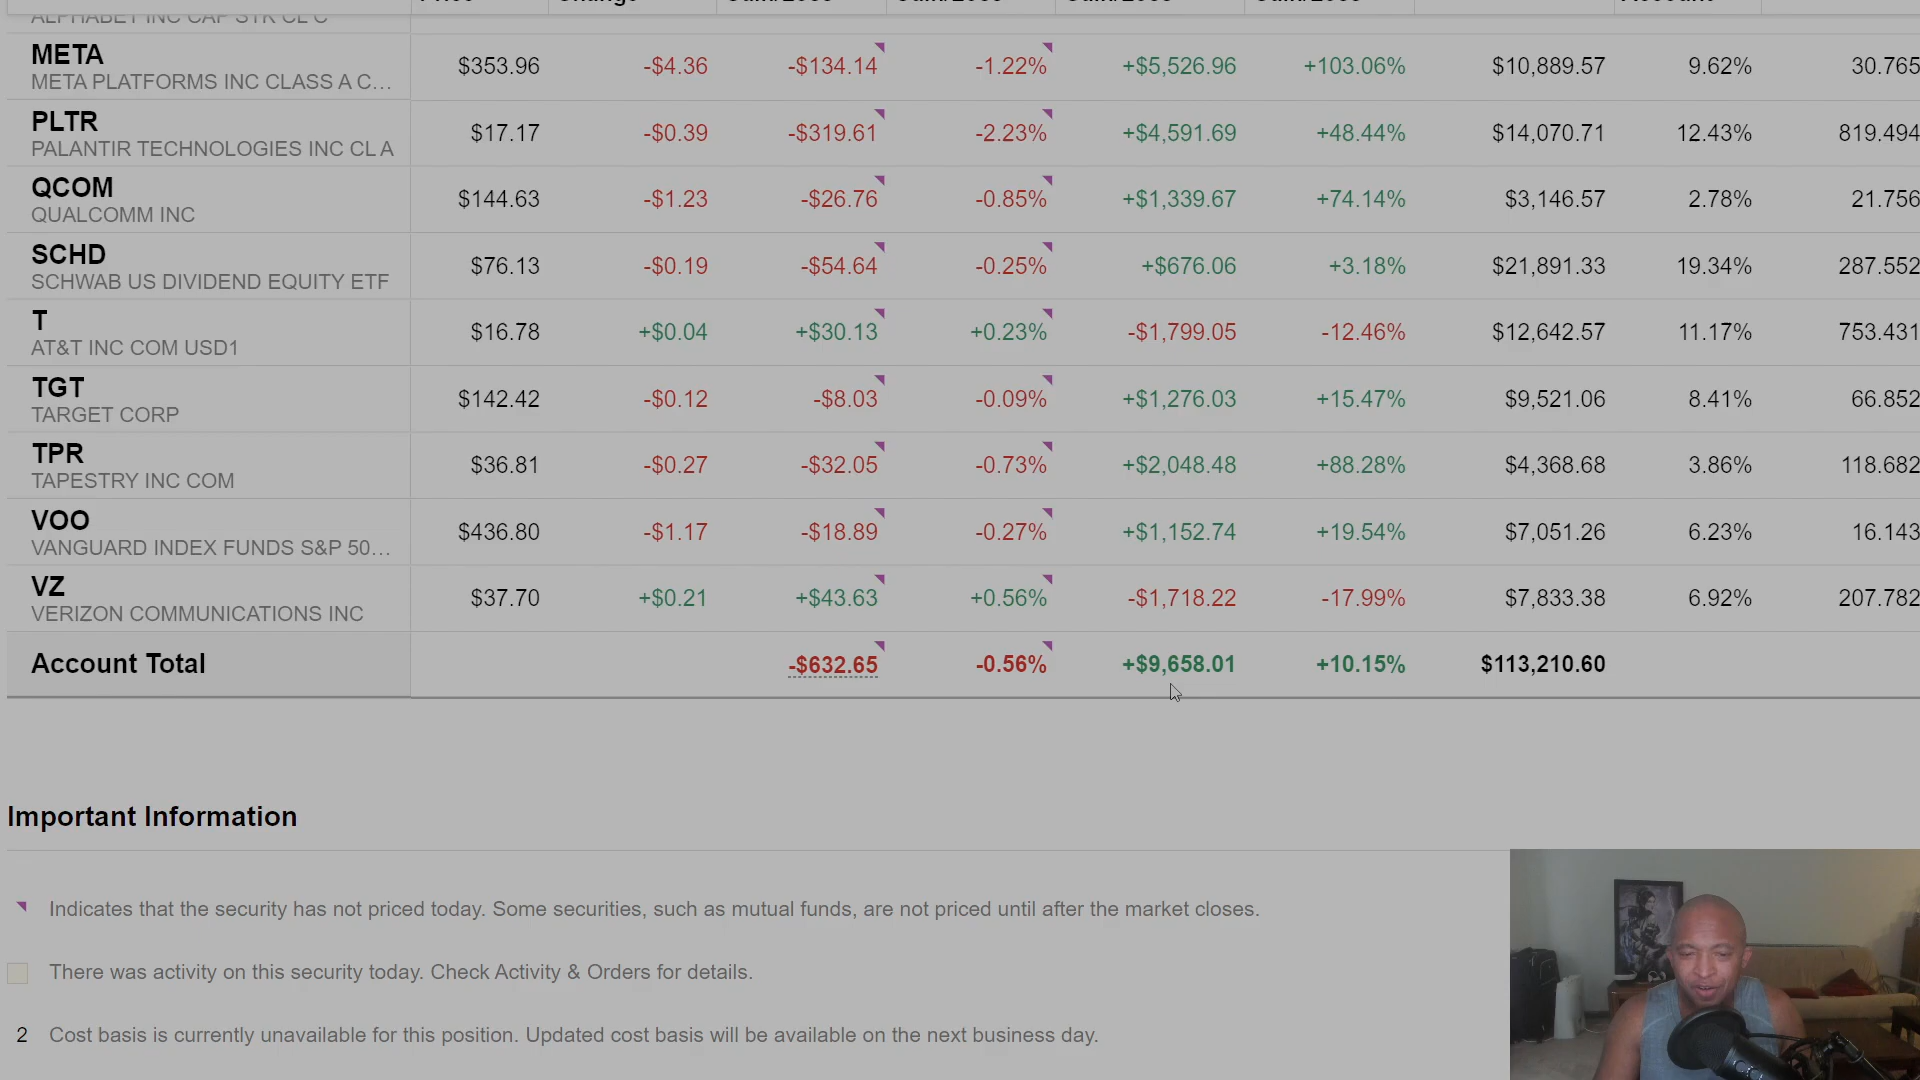 ALPHABET INC CAP STK CL C
META $353.96 -$4.36 -$134.14 -1.22% +$5,526.96 +103.06% $10,889.57 9.62% 30.765
META PLATFORMS INC CLASS A C...
PLTR $17.17 -$0.39 -$319.61 -2.23% +$4,591.69 +48.44% $14,070.71 12.43% 819.494
PALANTIR TECHNOLOGIES INC CL A
QCOM $144.63 -$1.23 -$26.76 -0.85% +$1,339.67 +74.14% $3,146.57 2.78% 21.756
QUALCOMM INC
SCHD $76.13 -$0.19 -$54.64 -0.25% +$676.06 +3.18% $21,891.33 19.34% 287.552
SCHWAB US DIVIDEND EQUITY ETF
T $16.78 +$0.04 +$30.13 +0.23% -$1,799.05 -12.46% $12,642.57 11.17% 753.431
AT&T INC COM USD1
TGT $142.42 -$0.12 -$8.03 -0.09% +$1,276.03 +15.47% $9,521.06 8.41% 66.852
TARGET CORP
TPR $36.81 -$0.27 -$32.05 -0.73% +$2,048.48 +88.28% $4,368.68 3.86% 118.682
TAPESTRY INC COM
VOO $436.80 -$1.17 -$18.89 -0.27% +$1,152.74 +19.54% $7,051.26 6.23% 16.143
VANGUARD INDEX FUNDS S&P 50...
VZ $37.70 +$0.21 +$43.63 +0.56% -$1,718.22 -17.99% $7,833.38 6.92% 207.782
VERIZON COMMUNICATIONS INC
Account Total -$632.65 -0.56% +$9,658.01 +10.15% $113,210.60
Important Information
Indicates that the security has not priced today. Some securities, such as mutual funds, are not priced until after the market closes.
There was activity on this security today. Check Activity & Orders for details.
2 Cost basis is currently unavailable for this position. Updated cost basis will be available on the next business day.